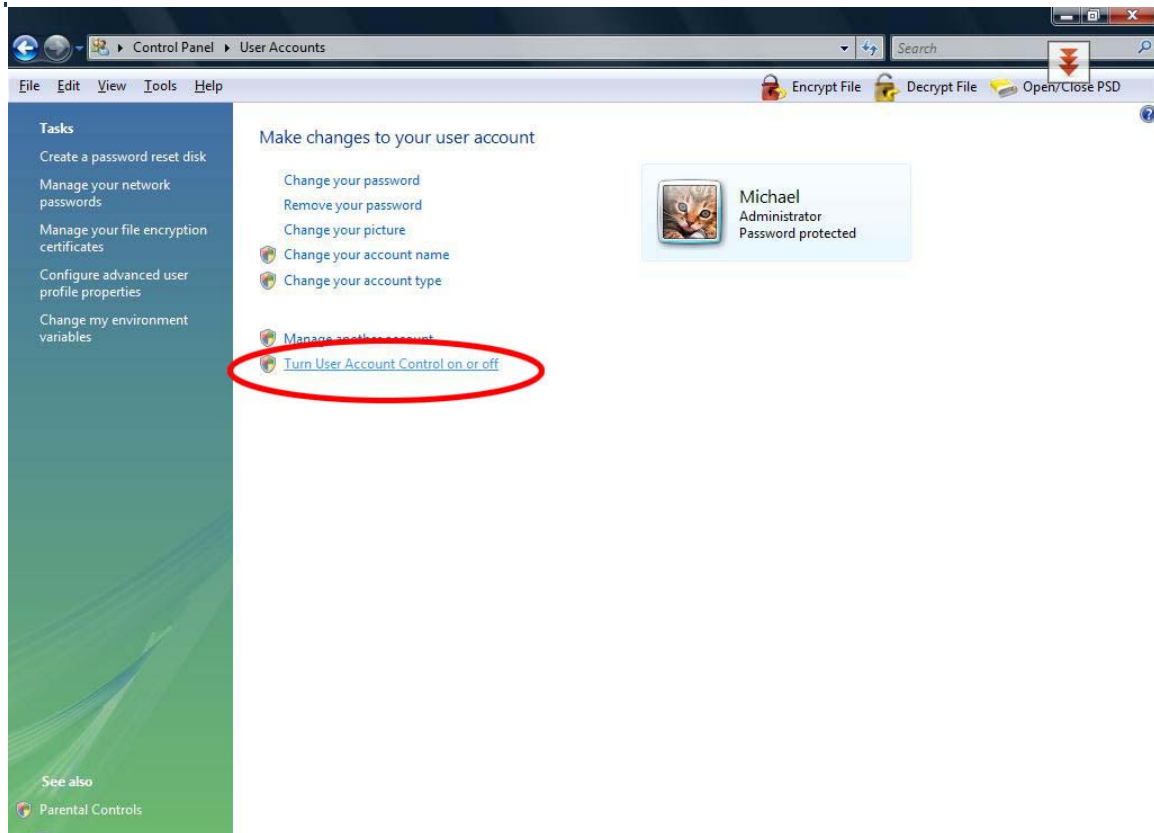 Control Panel
User Accounts
Search
File Edit View Tools Help
Encrypt File Decrypt File Open/Close PSD
Tasks
Create a password reset disk
Manage your network
passwords
Manage your file encryption
certificates
Configure advanced user
profile properties
Change my environment
variables
See also
Parental Controls
Make changes to your user account
Change your password
Remove your password
Change your picture
Change your account name
Change your account type
Manage another account
Turn User Account Control on or off
Michael
Administrator
Password protected